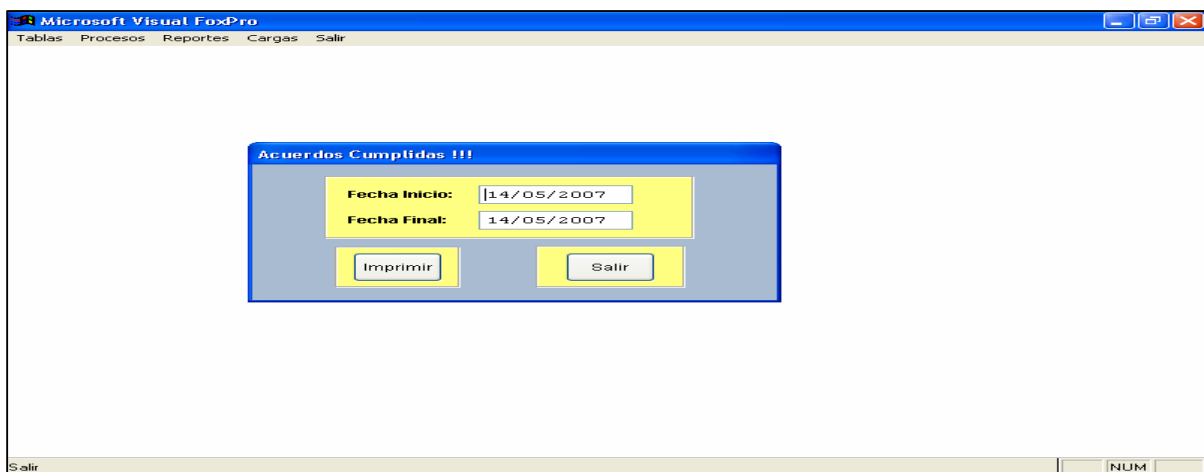 Microsoft Visual FoxPro
Tablas Procesos Reportes Cargas Salir
Acuerdos Cumplidas !!!
Fecha Inicio: 14/05/2007
Fecha Final: 14/05/2007
Imprimir Salir
Salir NUM